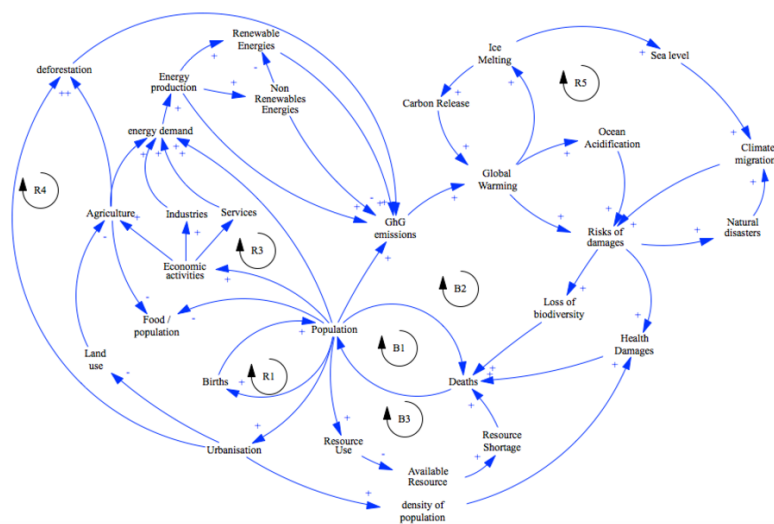 Renewable
Energies
deforestation
Energy
production
Non
Renewables
Energies
energy demand
Ice
Melting
Sea level
R5
Carbon Release
Ocean
Acidification
Climate
migration
Global
Warming
R4
Agriculture
Industries
Services
GhG
emissions
Risks of
damages
Natural
disasters
R3
Economic
activities
B2
Loss of
biodiversity
Food /
population
Population
B1
Health
Damages
Land
use
Births
R1
Deaths
B3
Urbanisation
Resource
Use
Resource
Shortage
Available
Resource
density of
population